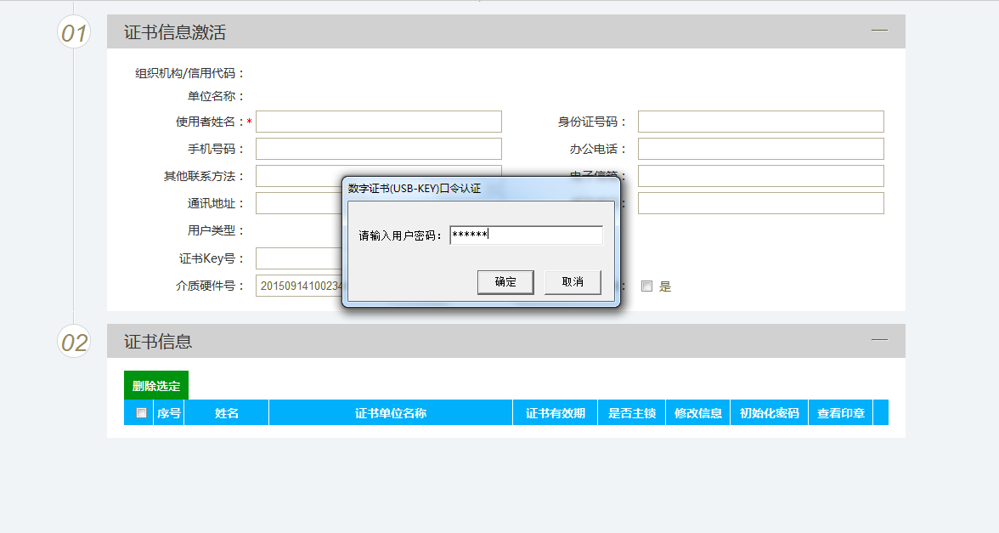 01
证书信息激活
组织机构/信用代码：
单位名称：
使用者姓名：*
身份证号码：
手机号码：
办公电话：
其他联系方法：
电子信箱：
通讯地址：
用户类型：
证书Key号：
介质硬件号：
20150914100234
是
数字证书(USB-KEY)口令认证
请输入用户密码：
******
确定
取消
02
证书信息
删除选定
序号 姓名 证书单位名称 证书有效期 是否主锁 修改信息 初始化密码 查看印章